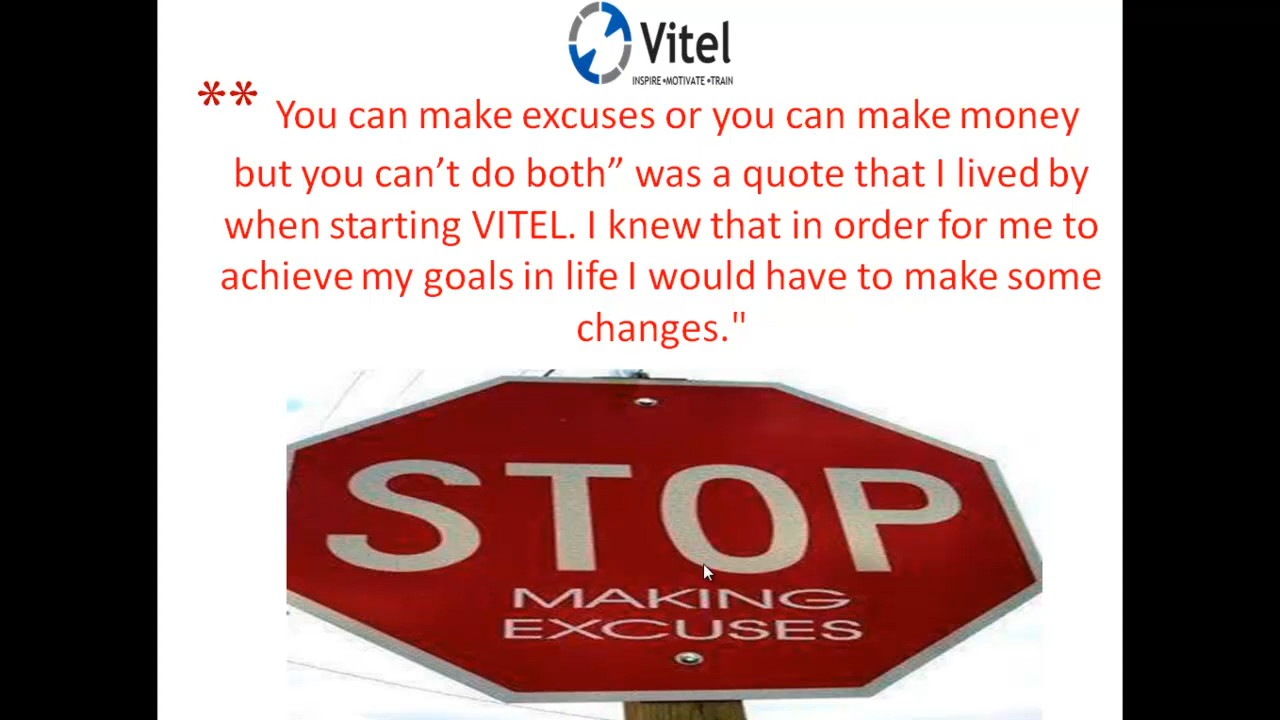 Vitel
INSPIRE •MOTIVATE •TRAIN
** You can make excuses or you can make money
but you can’t do both” was a quote that I lived by
when starting VITEL. I knew that in order for me to
achieve my goals in life I would have to make some
changes."
STOP
MAKING
EXCUSES